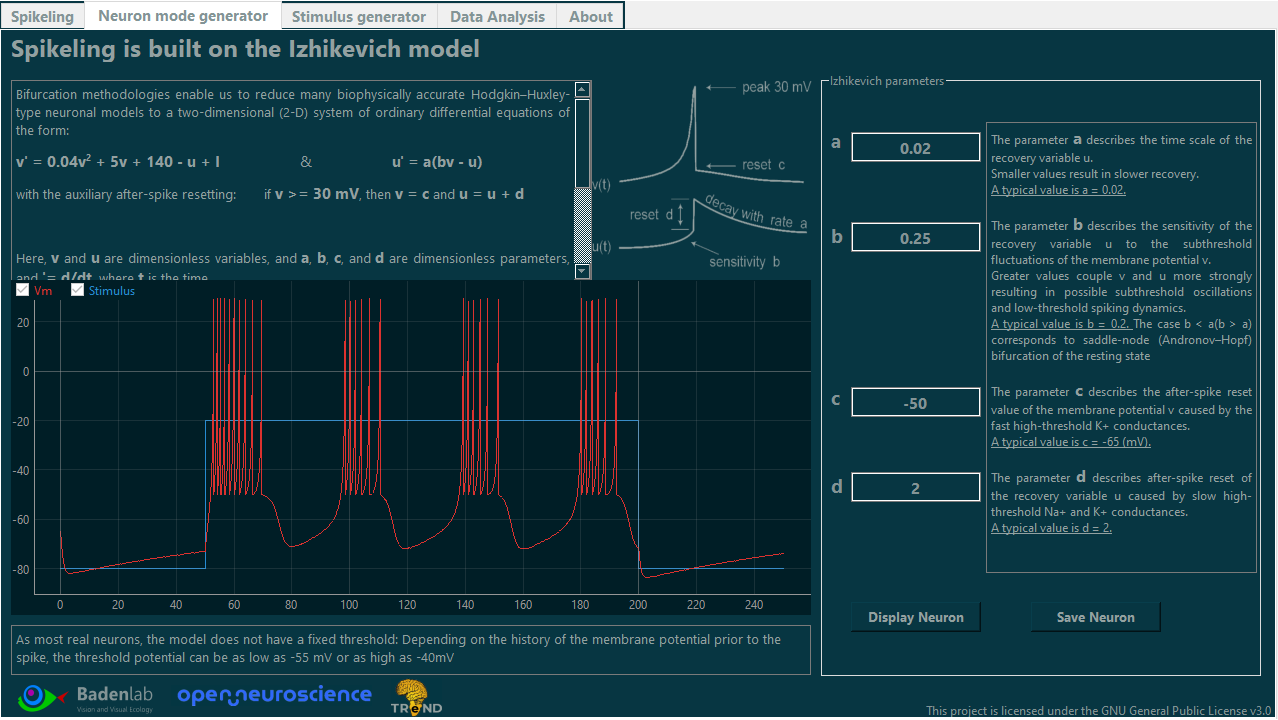 Spikeling
Neuron mode generator
Stimulus generator
Data Analysis
About
Spikeling is built on the Izhikevich model
Bifurcation methodologies enable us to reduce many biophysically accurate Hodgkin–Huxley-
type neuronal models to a two-dimensional (2-D) system of ordinary differential equations of
the form:
v' = 0.04v² + 5v + 140 - u + I & u' = a(bv - u)
with the auxiliary after-spike resetting: if v >= 30 mV, then v = c and u = u + d
Here, v and u are dimensionless variables, and a, b, c, and d are dimensionless parameters,
and '= d/dt, where t is the time
peak 30 mV
reset c
v(t)
reset d
decay with rate a
u(t)
sensitivity b
Vm
Stimulus
20
0
-20
-40
-60
-80
0 20 40 60 80 100 120 140 160 180 200 220 240
As most real neurons, the model does not have a fixed threshold: Depending on the history of the membrane potential prior to the
spike, the threshold potential can be as low as -55 mV or as high as -40mV
Izhikevich parameters
a
0.02
The parameter a describes the time scale of the
recovery variable u.
Smaller values result in slower recovery.
A typical value is a = 0.02.
b
0.25
The parameter b describes the sensitivity of the
recovery variable u to the subthreshold
fluctuations of the membrane potential v.
Greater values couple v and u more strongly
resulting in possible subthreshold oscillations
and low-threshold spiking dynamics.
A typical value is b = 0.2. The case b < a(b > a)
corresponds to saddle-node (Andronov–Hopf)
bifurcation of the resting state
c
-50
The parameter c describes the after-spike reset
value of the membrane potential v caused by the
fast high-threshold K+ conductances.
A typical value is c = -65 (mV).
d
2
The parameter d describes after-spike reset of
the recovery variable u caused by slow high-
threshold Na+ and K+ conductances.
A typical value is d = 2.
Display Neuron
Save Neuron
Badenlab
Vision and Visual Ecology
openneuroscience
TReND
This project is licensed under the GNU General Public License v3.0